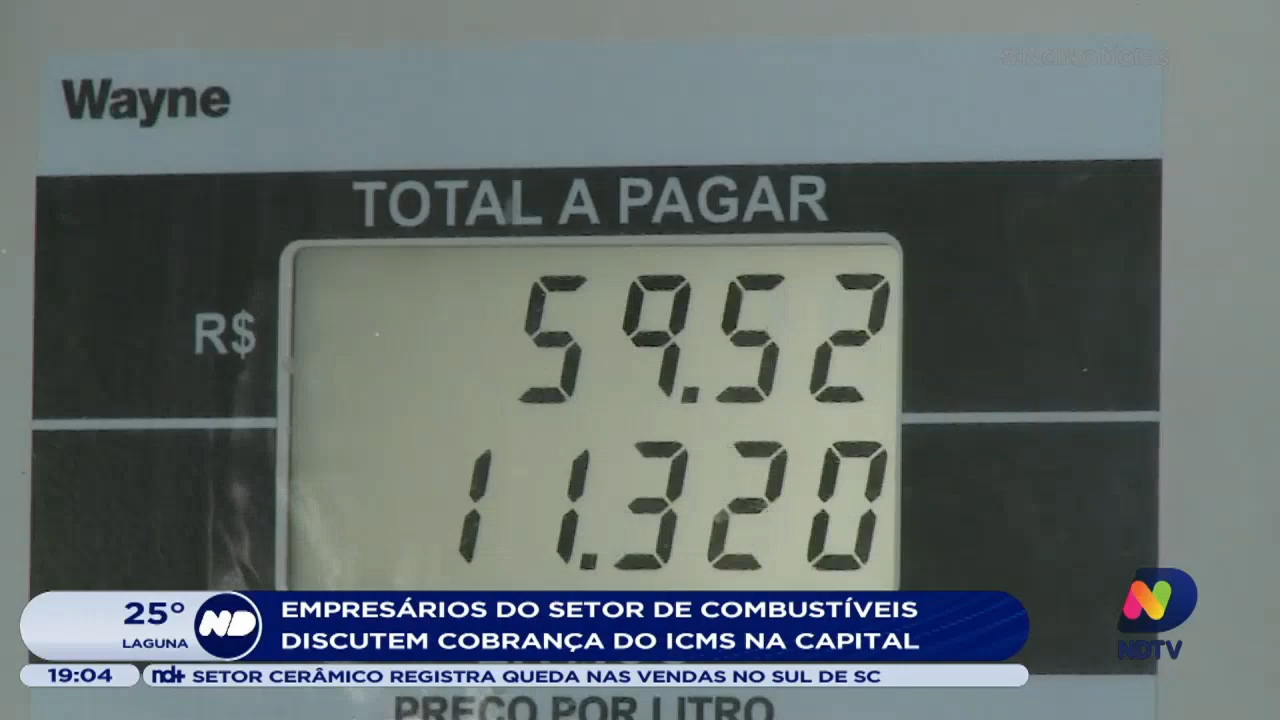 Wayne
TOTAL A PAGAR
R$
59.52
11.320
25°
LAGUNA
ND
EMPRESÁRIOS DO SETOR DE COMBUSTÍVEIS
DISCUTEM COBRANÇA DO ICMS NA CAPITAL
NDTV
19:04
nd+ SETOR CERÂMICO REGISTRA QUEDA NAS VENDAS NO SUL DE SC
PREÇO POR LITRO